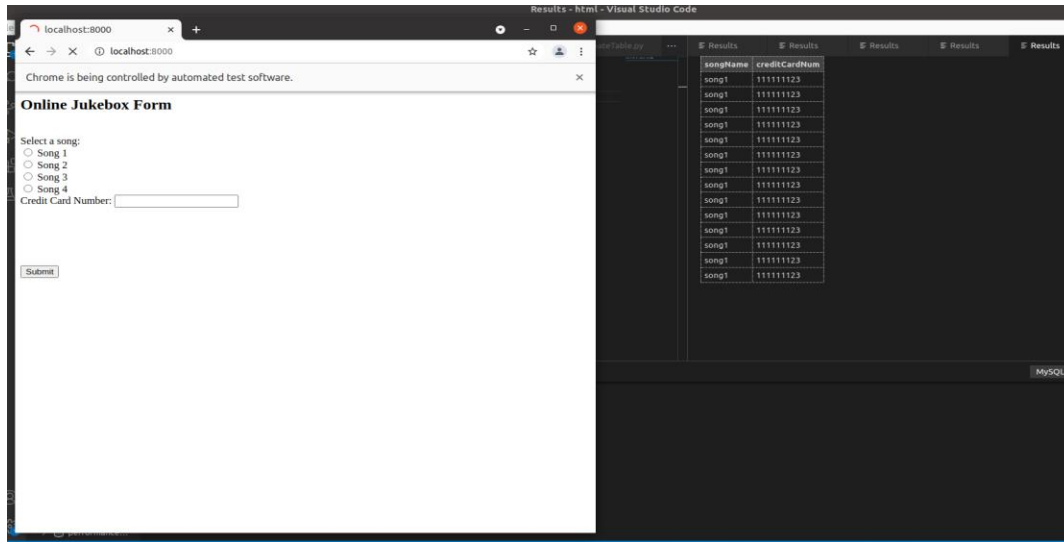 Results - html - Visual Studio Code
localhost:8000
localhost:8000
Chrome is being controlled by automated test software.
Online Jukebox Form
Select a song:
Song 1
Song 2
Song 3
Song 4
Credit Card Number:
Submit
Results Results Results Results Results
songName creditCardNum
song1 111111123
song1 111111123
song1 111111123
song1 111111123
song1 111111123
song1 111111123
song1 111111123
song1 111111123
song1 111111123
song1 111111123
song1 111111123
song1 111111123
song1 111111123
song1 111111123
MySQL